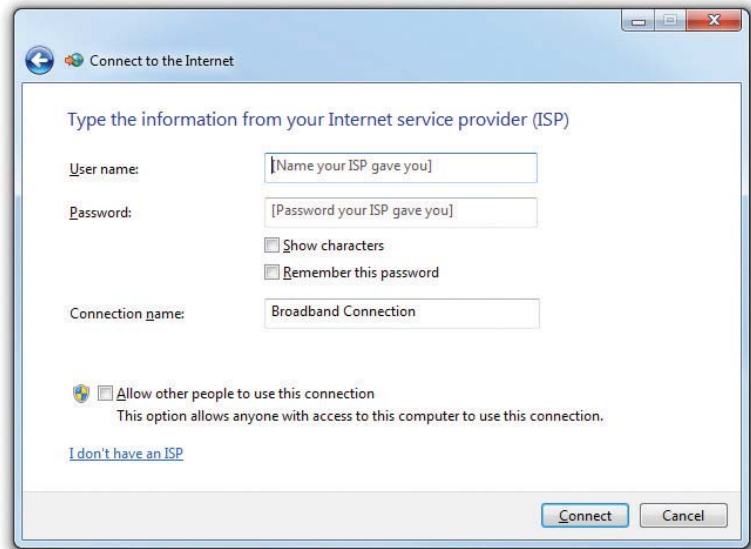 Connect to the Internet
Type the information from your Internet service provider (ISP)
User name:
[Name your ISP gave you]
Password:
[Password your ISP gave you]
Show characters
Remember this password
Connection name:
Broadband Connection
Allow other people to use this connection
This option allows anyone with access to this computer to use this connection.
I don't have an ISP
Connect
Cancel